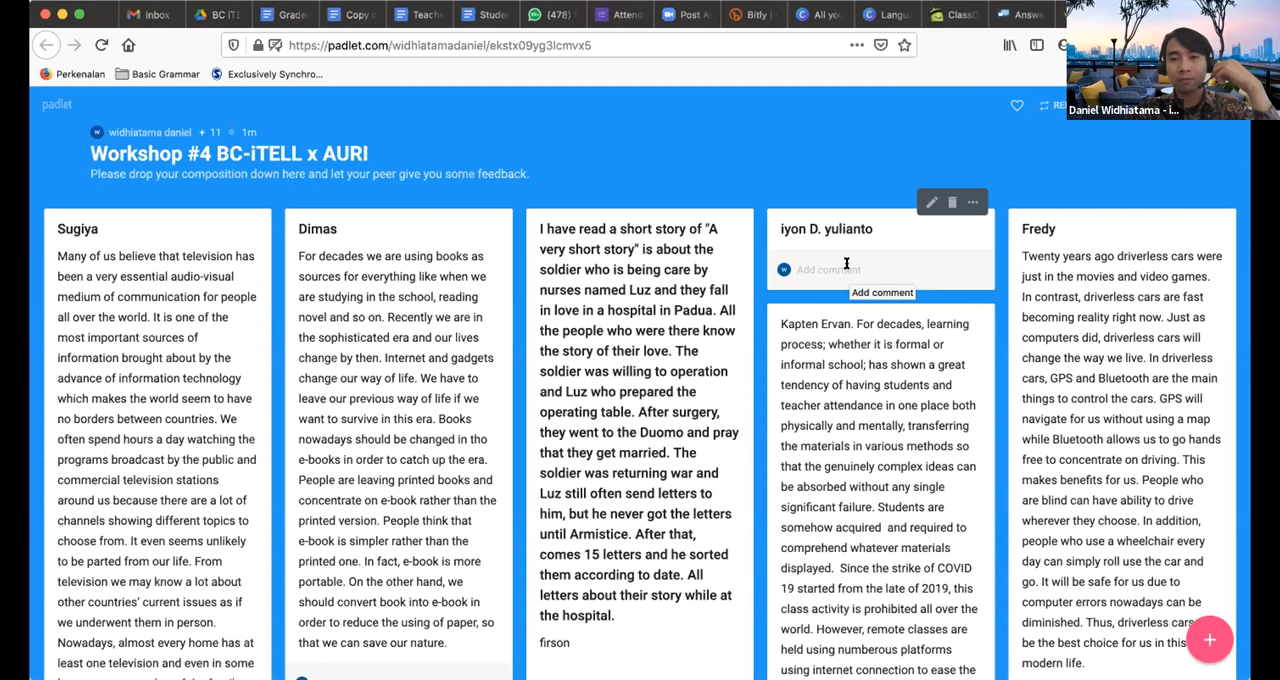 Inbox
BC iTE
Grade
Copy c
Teache
Studer
(478)
Attend
Post A
Bitly |
All you
Langu
ClassD
Answe
https://padlet.com/widhiatamadaniel/ekstx09yg3lcmvx5
Perkenalan
Basic Grammar
Exclusively Synchro...
Daniel Widhiatama - i...
padlet
RE
widhiatama daniel + 11 1m
Workshop #4 BC-iTELL x AURI
Please drop your composition down here and let your peer give you some feedback.
Sugiya
Many of us believe that television has
been a very essential audio-visual
medium of communication for people
all over the world. It is one of the
most important sources of
information brought about by the
advance of information technology
which makes the world seem to have
no borders between countries. We
often spend hours a day watching the
programs broadcast by the public and
commercial television stations
around us because there are a lot of
channels showing different topics to
choose from. It even seems unlikely
to be parted from our life. From
television we may know a lot about
other countries’ current issues as if
we underwent them in person.
Nowadays, almost every home has at
least one television and even in some
Dimas
For decades we are using books as
sources for everything like when we
are studying in the school, reading
novel and so on. Recently we are in
the sophisticated era and our lives
change by then. Internet and gadgets
change our way of life. We have to
leave our previous way of life if we
want to survive in this era. Books
nowadays should be changed in tho
e-books in order to catch up the era.
People are leaving printed books and
concentrate on e-book rather than the
printed version. People think that
e-book is simpler rather than the
printed one. In fact, e-book is more
portable. On the other hand, we
should convert book into e-book in
order to reduce the using of paper, so
that we can save our nature.
I have read a short story of "A
very short story" is about the
soldier who is being care by
nurses named Luz and they fall
in love in a hospital in Padua. All
the people who were there know
the story of their love. The
soldier was willing to operation
and Luz who prepared the
operating table. After surgery,
they went to the Duomo and pray
that they get married. The
soldier was returning war and
Luz still often send letters to
him, but he never got the letters
until Armistice. After that,
comes 15 letters and he sorted
them according to date. All
letters about their story while at
the hospital.
firson
iyon D. yulianto
W
Add comment
Add comment
Kapten Ervan. For decades, learning
process; whether it is formal or
informal school; has shown a great
tendency of having students and
teacher attendance in one place both
physically and mentally, transferring
the materials in various methods so
that the genuinely complex ideas can
be absorbed without any single
significant failure. Students are
somehow acquired and required to
comprehend whatever materials
displayed. Since the strike of COVID
19 started from the late of 2019, this
class activity is prohibited all over the
world. However, remote classes are
held using numberous platforms
using internet connection to ease the
Fredy
Twenty years ago driverless cars were
just in the movies and video games.
In contrast, driverless cars are fast
becoming reality right now. Just as
computers did, driverless cars will
change the way we live. In driverless
cars, GPS and Bluetooth are the main
things to control the cars. GPS will
navigate for us without using a map
while Bluetooth allows us to go hands
free to concentrate on driving. This
makes benefits for us. People who
are blind can have ability to drive
wherever they choose. In addition,
people who use a wheelchair every
day can simply roll use the car and
go. It will be safe for us due to
computer errors nowadays can be
diminished. Thus, driverless cars
be the best choice for us in this
modern life.